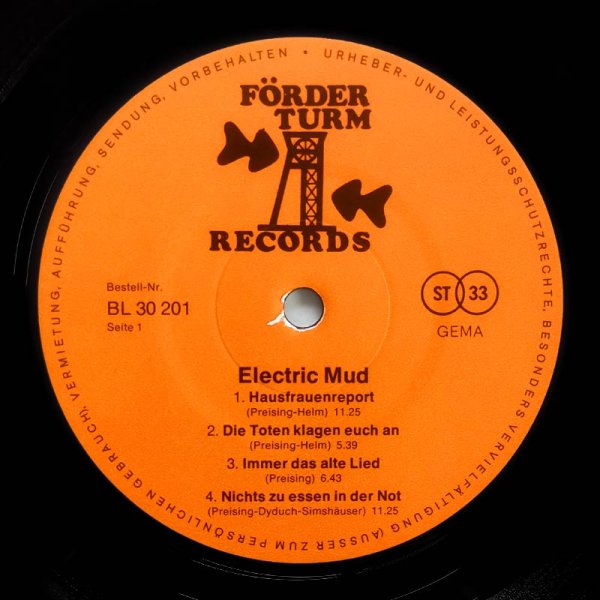 URHEBER- UND LEISTUNGSSCHUTZRECHTE, BESONDERS VERVIELFÄLTIGUNG (AUSSER ZUM PERSÖNLICHEN GEBRAUCH), VERMIETUNG, AUFFÜHRUNG, SENDUNG, VORBEHALTEN •
FÖRDER
TURM
RECORDS
Bestell-Nr.
BL 30 201
Seite 1
ST 33
GEMA
Electric Mud
1. Hausfrauenreport
(Preising-Helm) 11.25
2. Die Toten klagen euch an
(Preising-Helm) 5.39
3. Immer das alte Lied
(Preising) 6.43
4. Nichts zu essen in der Not
(Preising-Dyduch-Simshäuser) 11.25